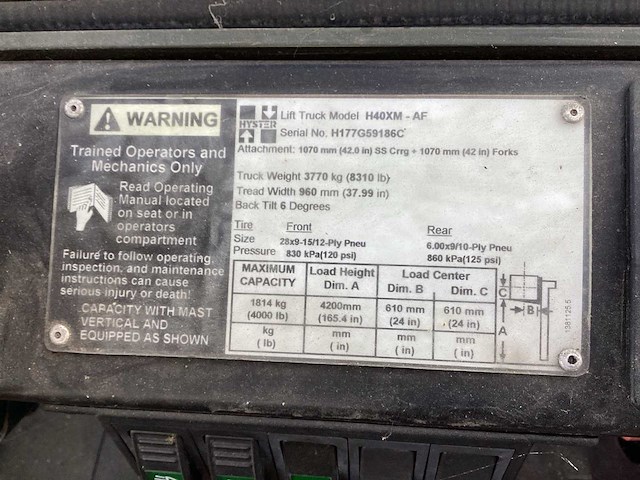 WARNING
Trained Operators and
Mechanics Only
Read Operating
Manual located
on seat or in
operators
compartment
Failure to follow operating,
inspection, and maintenance
instructions can cause
serious injury or death!
CAPACITY WITH MAST
VERTICAL AND
EQUIPPED AS SHOWN
HYSTER
Lift Truck Model H40XM - AF
Serial No. H177G59186C
Attachment: 1070 mm (42.0 in) SS Crrg + 1070 mm (42 in) Forks
Truck Weight 3770 kg (8310 lb)
Tread Width 960 mm (37.99 in)
Back Tilt 6 Degrees
Tire Front Rear
Size 28x9-15/12-Ply Pneu 6.00x9/10-Ply Pneu
Pressure 830 kPa(120 psi) 860 kPa(125 psi)
MAXIMUM CAPACITY Load Height Dim. A Load Center Dim. B Dim. C
1814 kg 4200mm 610 mm 610 mm
(4000 lb) (165.4 in) (24 in) (24 in)
kg mm mm mm
( lb) ( in) ( in) ( in)
C
B
A
1361125.5